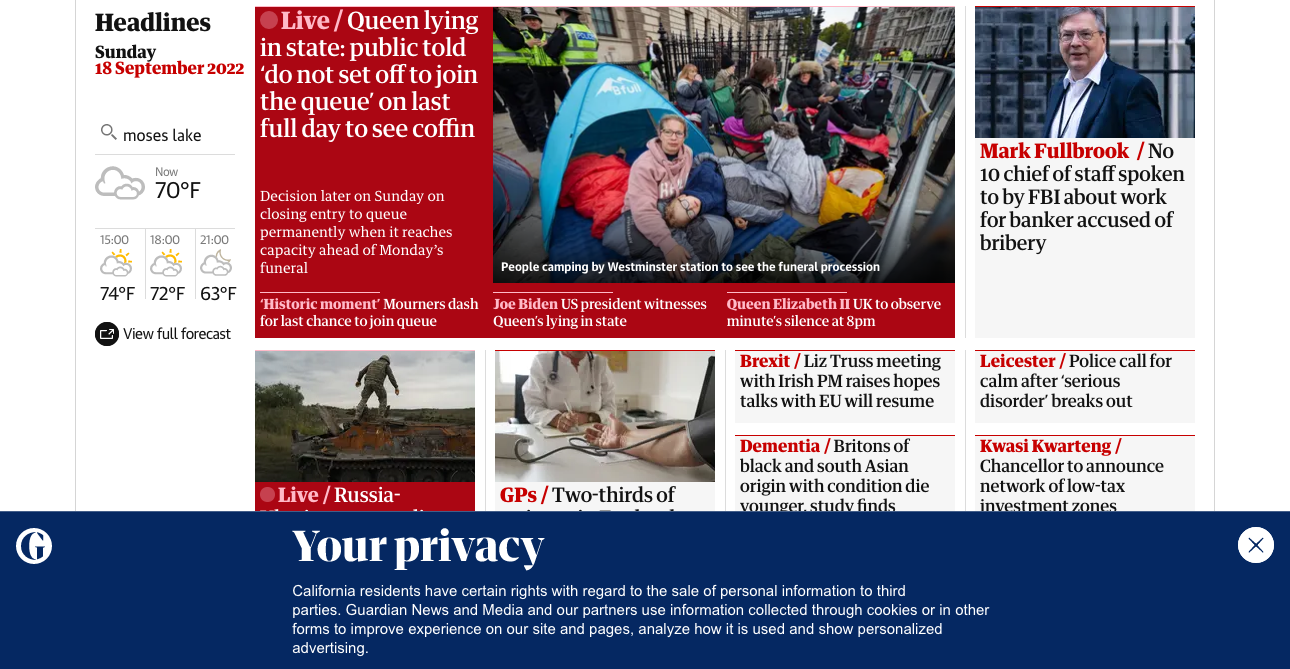 Headlines
Sunday
18 September 2022
moses lake
Now
70°F
15:00 18:00 21:00
74°F 72°F 63°F
View full forecast
Live / Queen lying
in state: public told
‘do not set off to join
the queue’ on last
full day to see coffin
Decision later on Sunday on
closing entry to queue
permanently when it reaches
capacity ahead of Monday’s
funeral
Bfull
People camping by Westminster station to see the funeral procession
‘Historic moment’ Mourners dash
for last chance to join queue
Joe Biden US president witnesses
Queen’s lying in state
Queen Elizabeth II UK to observe
minute’s silence at 8pm
Mark Fullbrook / No
10 chief of staff spoken
to by FBI about work
for banker accused of
bribery
Live / Russia-
GPs / Two-thirds of
Brexit / Liz Truss meeting
with Irish PM raises hopes
talks with EU will resume
Dementia / Britons of
black and south Asian
origin with condition die
younger, study finds
Leicester / Police call for
calm after ‘serious
disorder’ breaks out
Kwasi Kwarteng /
Chancellor to announce
network of low-tax
investment zones
G
Your privacy
California residents have certain rights with regard to the sale of personal information to third
parties. Guardian News and Media and our partners use information collected through cookies or in other
forms to improve experience on our site and pages, analyze how it is used and show personalized
advertising.